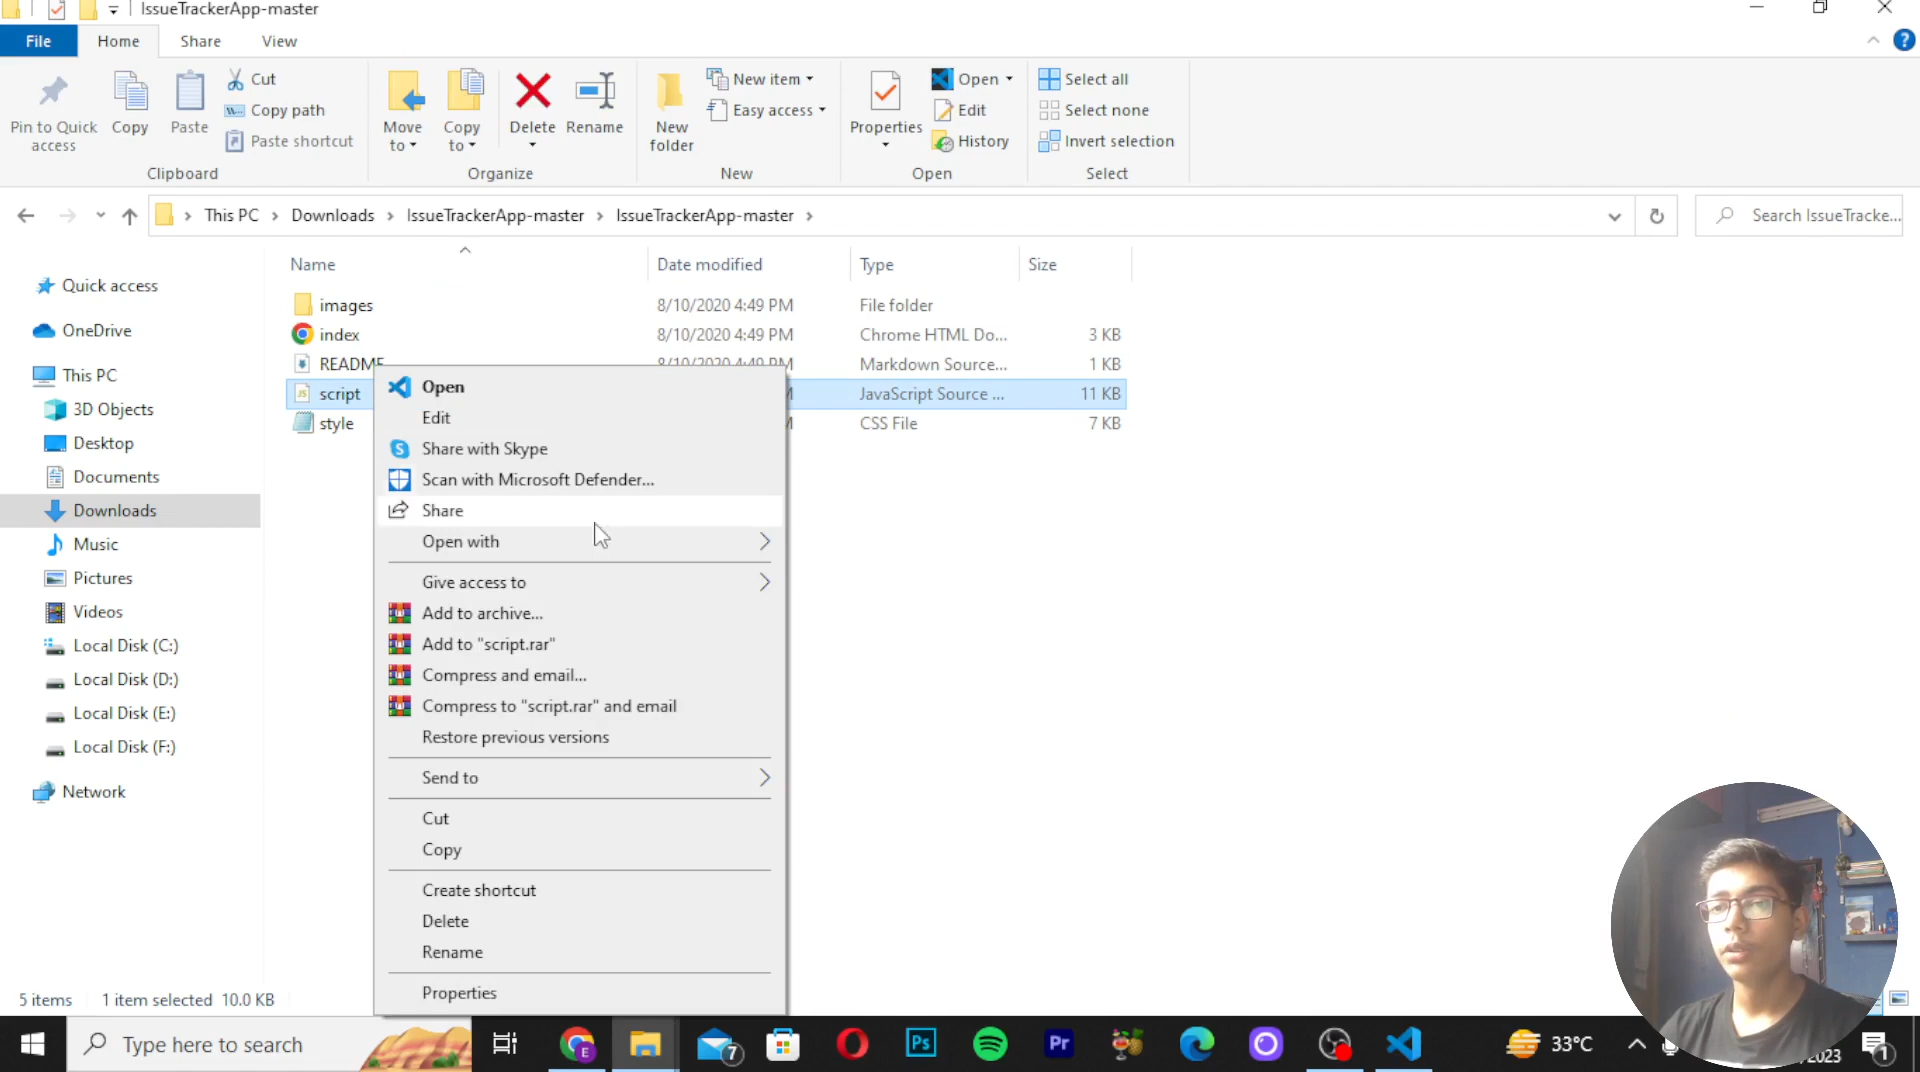 IssueTrackerApp-master
File Home Share View
Pin to Quick access
Copy
Paste
Cut
Copy path
Paste shortcut
Clipboard
Move to
Copy to
Delete
Rename
Organize
New folder
New item
Easy access
New
Properties
Open
Edit
History
Open
Select all
Select none
Invert selection
Select
This PC > Downloads > IssueTrackerApp-master > IssueTrackerApp-master >
Search IssueTracke...
Quick access
OneDrive
This PC
3D Objects
Desktop
Documents
Downloads
Music
Pictures
Videos
Local Disk (C:)
Local Disk (D:)
Local Disk (E:)
Local Disk (F:)
Network
Name Date modified Type Size
images 8/10/2020 4:49 PM File folder
index 8/10/2020 4:49 PM Chrome HTML Do... 3 KB
README 8/10/2020 4:49 PM Markdown Source... 1 KB
script JavaScript Source ... 11 KB
style CSS File 7 KB
Open
Edit
Share with Skype
Scan with Microsoft Defender...
Share
Open with
Give access to
Add to archive...
Add to "script.rar"
Compress and email...
Compress to "script.rar" and email
Restore previous versions
Send to
Cut
Copy
Create shortcut
Delete
Rename
Properties
5 items 1 item selected 10.0 KB
Type here to search
E
7
Ps
Pr
33°C
2023
1